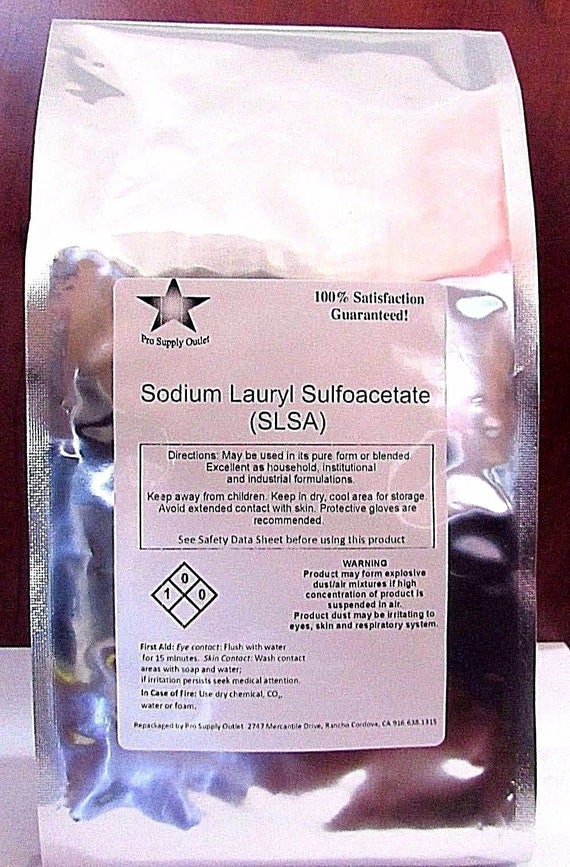 100% Satisfaction
Guaranteed!
Pro Supply Outlet
Sodium Lauryl Sulfoacetate
(SLSA)
Directions: May be used in its pure form or blended.
Excellent as household, institutional
and industrial formulations.
Keep away from children. Keep in dry, cool area for storage.
Avoid extended contact with skin. Protective gloves are
recommended.
See Safety Data Sheet before using this product
0
1 0
WARNING
Product may form explosive
dust/air mixtures if high
concentration of product is
suspended in air.
Product dust may be irritating to
eyes, skin and respiratory system.
First Aid: Eye contact: Flush with water
for 15 minutes. Skin Contact: Wash contact
areas with soap and water;
if irritation persists seek medical attention.
In Case of Fire: Use dry chemical, CO₂,
water or foam.
Repackaged by Pro Supply Outlet 2747 Mercantile Drive, Rancho Cordova, CA 916.638.1315